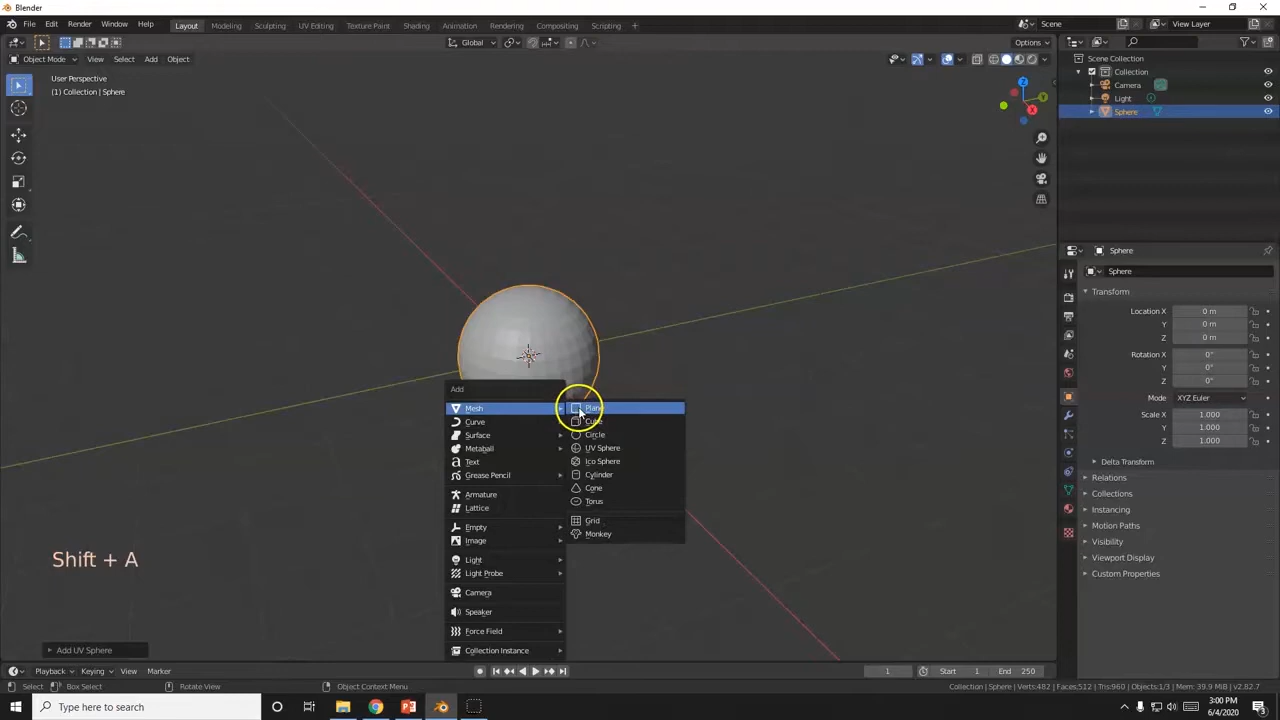 Blender
File Edit Render Window Help Layout Modeling Sculpting UV Editing Texture Paint Shading Animation Rendering Compositing Scripting + Scene View Layer
Global Options
Object Mode View Select Add Object
User Perspective
(1) Collection | Sphere
Scene Collection
Collection
Camera
Light
Sphere
Z
Y
X
Sphere
Sphere
Transform
Location X 0 m
Y 0 m
Z 0 m
Rotation X 0°
Y 0°
Z 0°
Mode XYZ Euler
Scale X 1.000
Y 1.000
Z 1.000
Delta Transform
Relations
Collections
Instancing
Motion Paths
Visibility
Viewport Display
Custom Properties
Add
Mesh
Curve
Surface
Metaball
Text
Grease Pencil
Armature
Lattice
Empty
Image
Light
Light Probe
Camera
Speaker
Force Field
Collection Instance
Plane
Cube
Circle
UV Sphere
Ico Sphere
Cylinder
Cone
Torus
Grid
Monkey
Shift + A
Add UV Sphere
Playback Keying View Marker 1 Start 1 End 250
Select Box Select Rotate View Object Context Menu Collection | Sphere | Verts:482 | Faces:512 | Tris:960 | Objects:1/3 | Mem: 39.9 MiB | v2.82.7
Type here to search
3:00 PM
6/4/2020